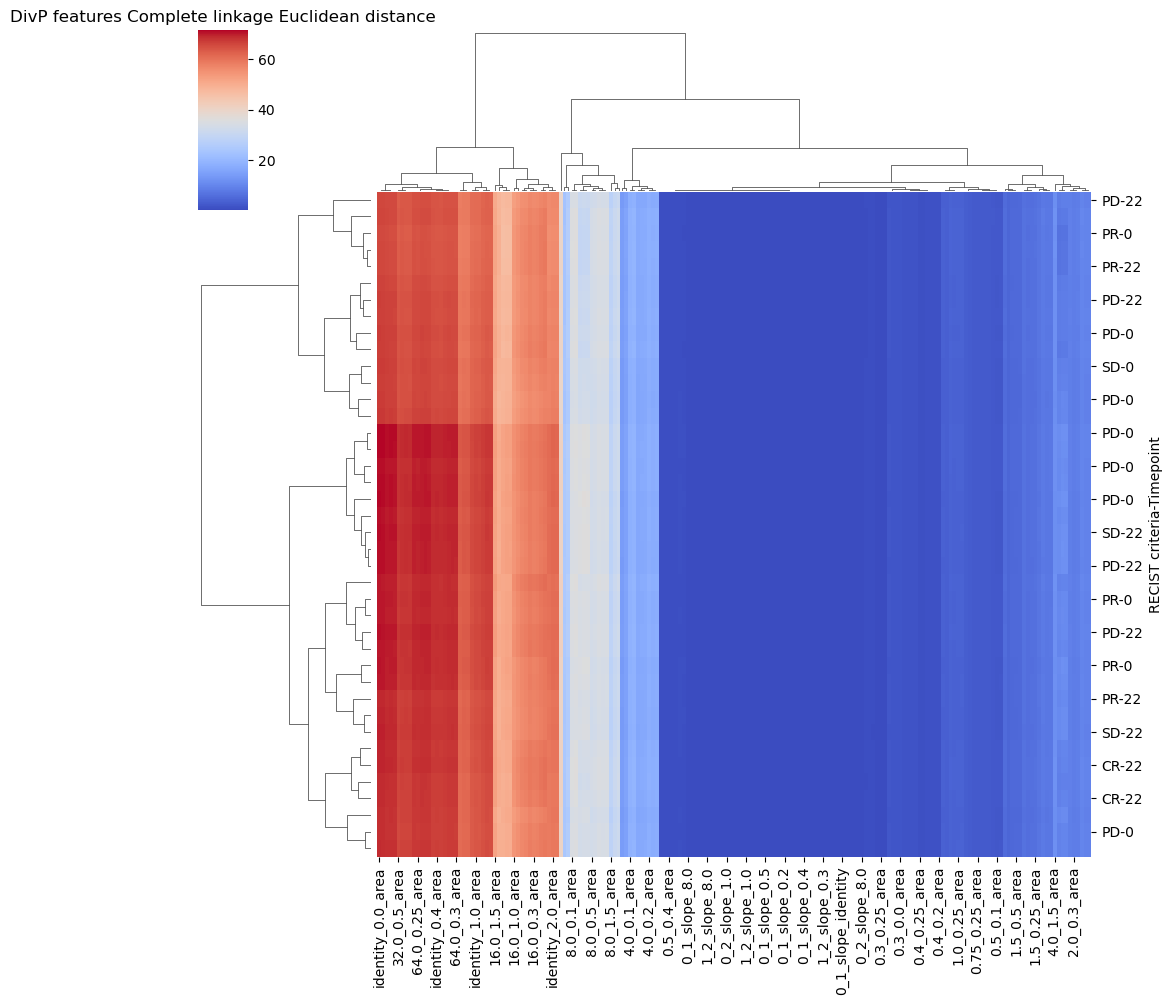 DivP features Complete linkage Euclidean distance
60
40
20
PD-22
PR-0
PR-22
PD-22
PD-0
SD-0
PD-0
PD-0
PD-0
PD-0
SD-22
PD-22
PR-0
PD-22
PR-0
PR-22
SD-22
CR-22
CR-22
PD-0
RECIST criteria-Timepoint
identity_0.0_area
32.0_0.5_area
64.0_0.25_area
identity_0.4_area
64.0_0.3_area
identity_1.0_area
16.0_1.5_area
16.0_1.0_area
16.0_0.3_area
identity_2.0_area
8.0_0.1_area
8.0_0.5_area
8.0_1.5_area
4.0_0.1_area
4.0_0.2_area
0.5_0.4_area
0_1_slope_8.0
1_2_slope_8.0
0_2_slope_1.0
1_2_slope_1.0
0_1_slope_0.5
0_1_slope_0.2
0_1_slope_0.4
1_2_slope_0.3
0_1_slope_identity
0_2_slope_8.0
0.3_0.25_area
0.3_0.0_area
0.4_0.25_area
0.4_0.2_area
1.0_0.25_area
0.75_0.25_area
0.5_0.1_area
1.5_0.5_area
1.5_0.25_area
4.0_1.5_area
2.0_0.3_area